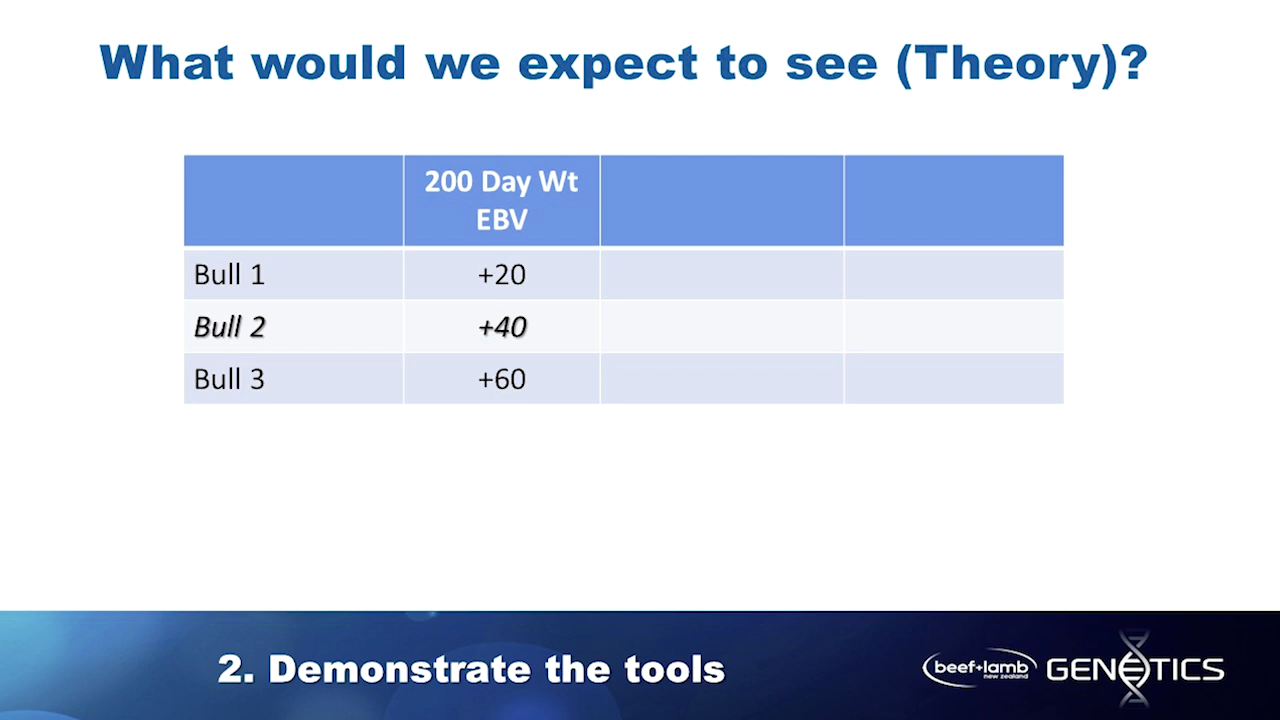 What would we expect to see (Theory)?
200 Day Wt
EBV
Bull 1 +20
Bull 2 +40
Bull 3 +60
2. Demonstrate the tools
beef+lamb
new zealand
GENETICS